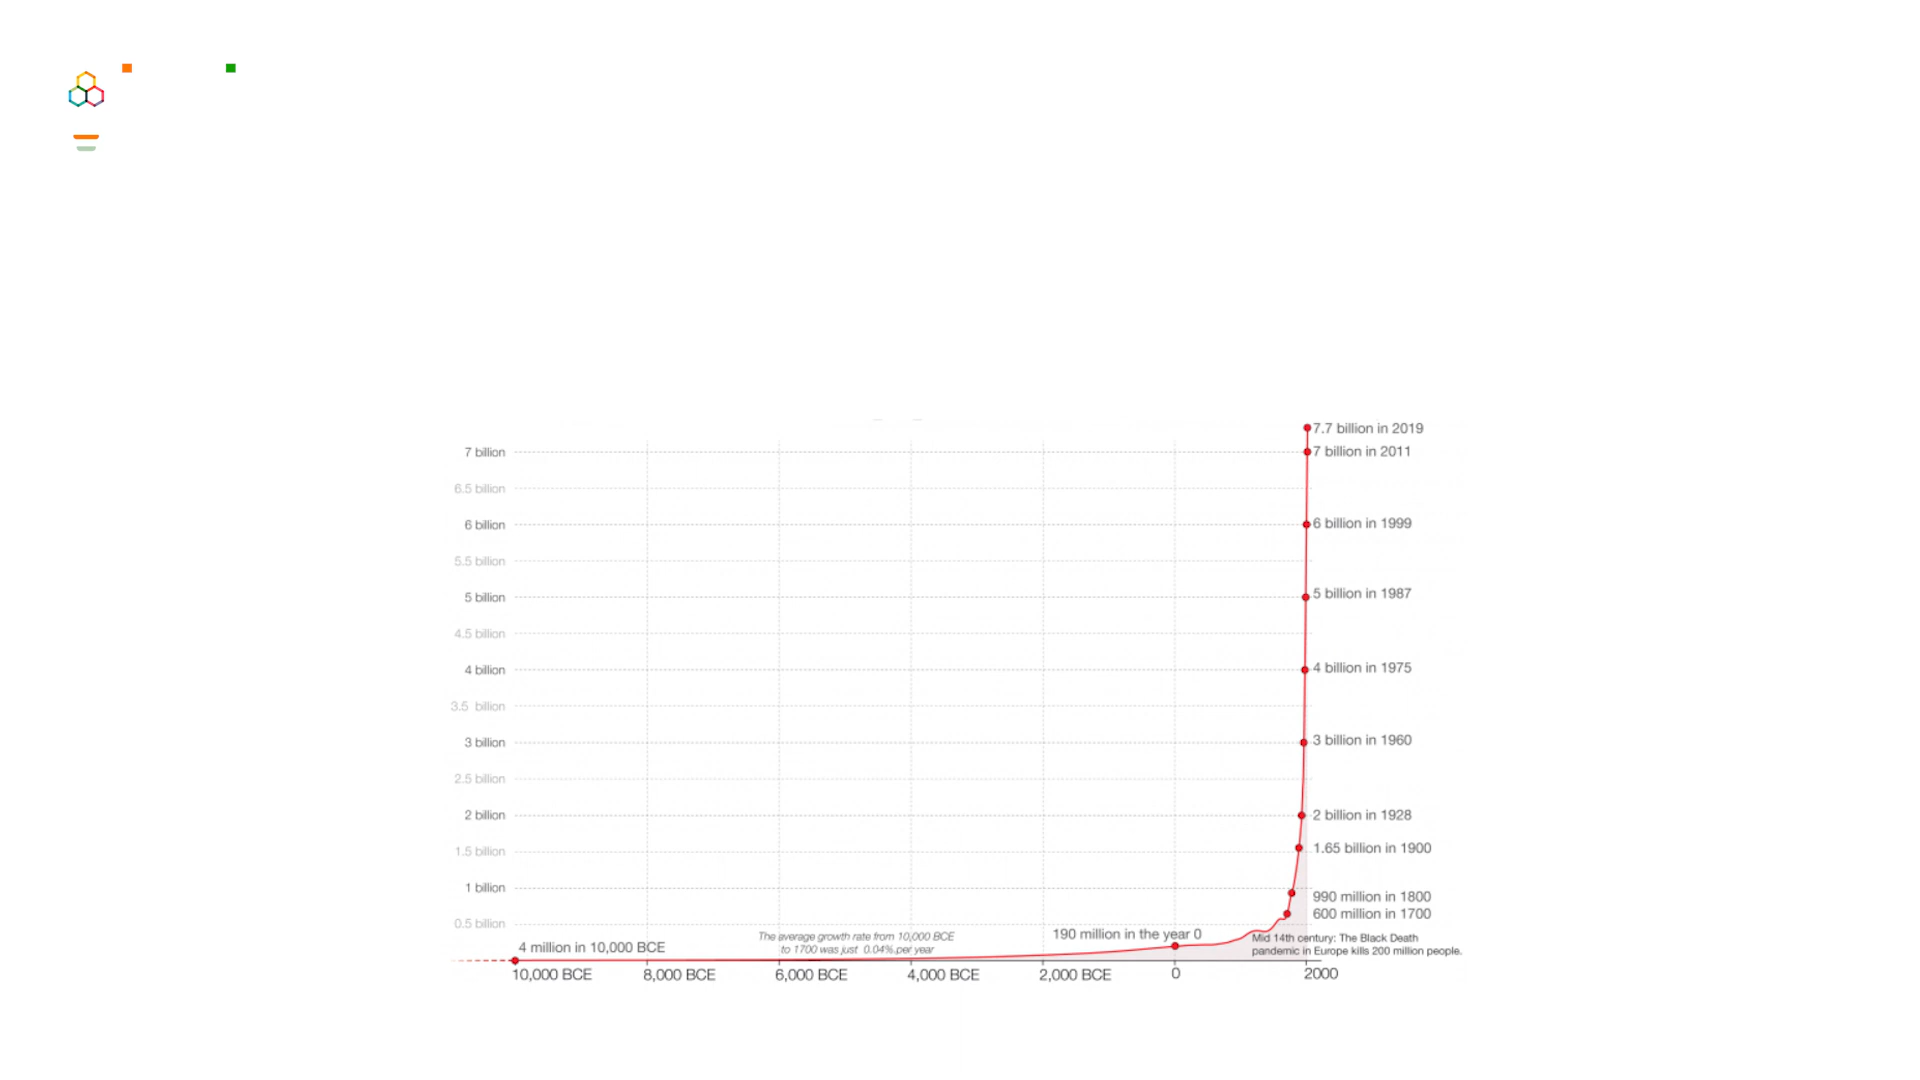 7.7 billion in 2019
7 billion
7 billion in 2011
6.5 billion
6 billion
6 billion in 1999
5.5 billion
5 billion
5 billion in 1987
4.5 billion
4 billion
4 billion in 1975
3.5 billion
3 billion
3 billion in 1960
2.5 billion
2 billion
2 billion in 1928
1.5 billion
1.65 billion in 1900
1 billion
990 million in 1800
600 million in 1700
0.5 billion
4 million in 10,000 BCE
The average growth rate from 10,000 BCE
to 1700 was just 0.04% per year
190 million in the year 0
Mid 14th century: The Black Death
pandemic in Europe kills 200 million people.
10,000 BCE
8,000 BCE
6,000 BCE
4,000 BCE
2,000 BCE
0
2000